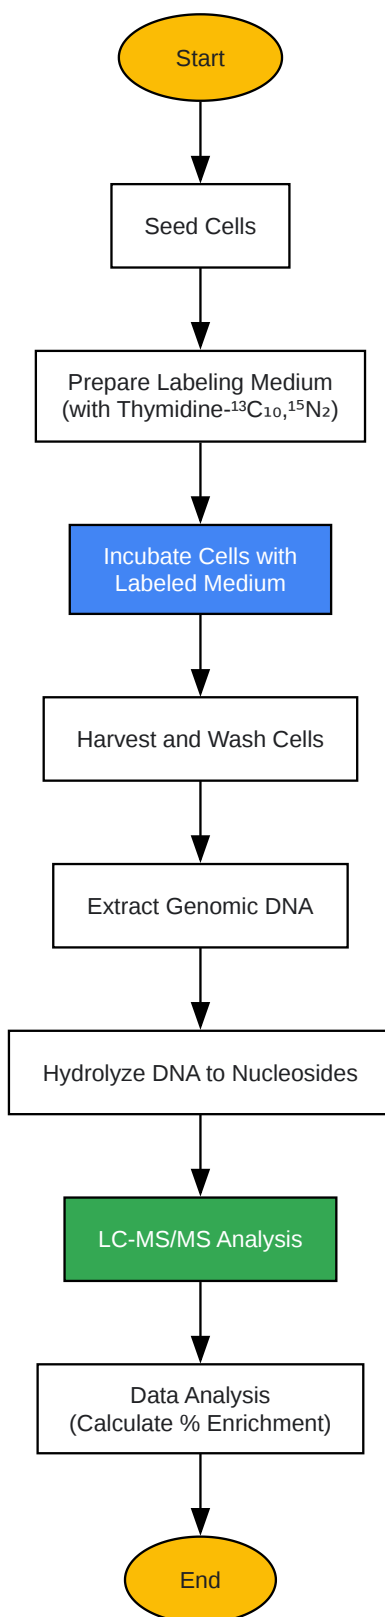 Start
Seed Cells
Prepare Labeling Medium
(with Thymidine-¹³C₁₀,¹⁵N₂)
Incubate Cells with
Labeled Medium
Harvest and Wash Cells
Extract Genomic DNA
Hydrolyze DNA to Nucleosides
LC-MS/MS Analysis
Data Analysis
(Calculate % Enrichment)
End